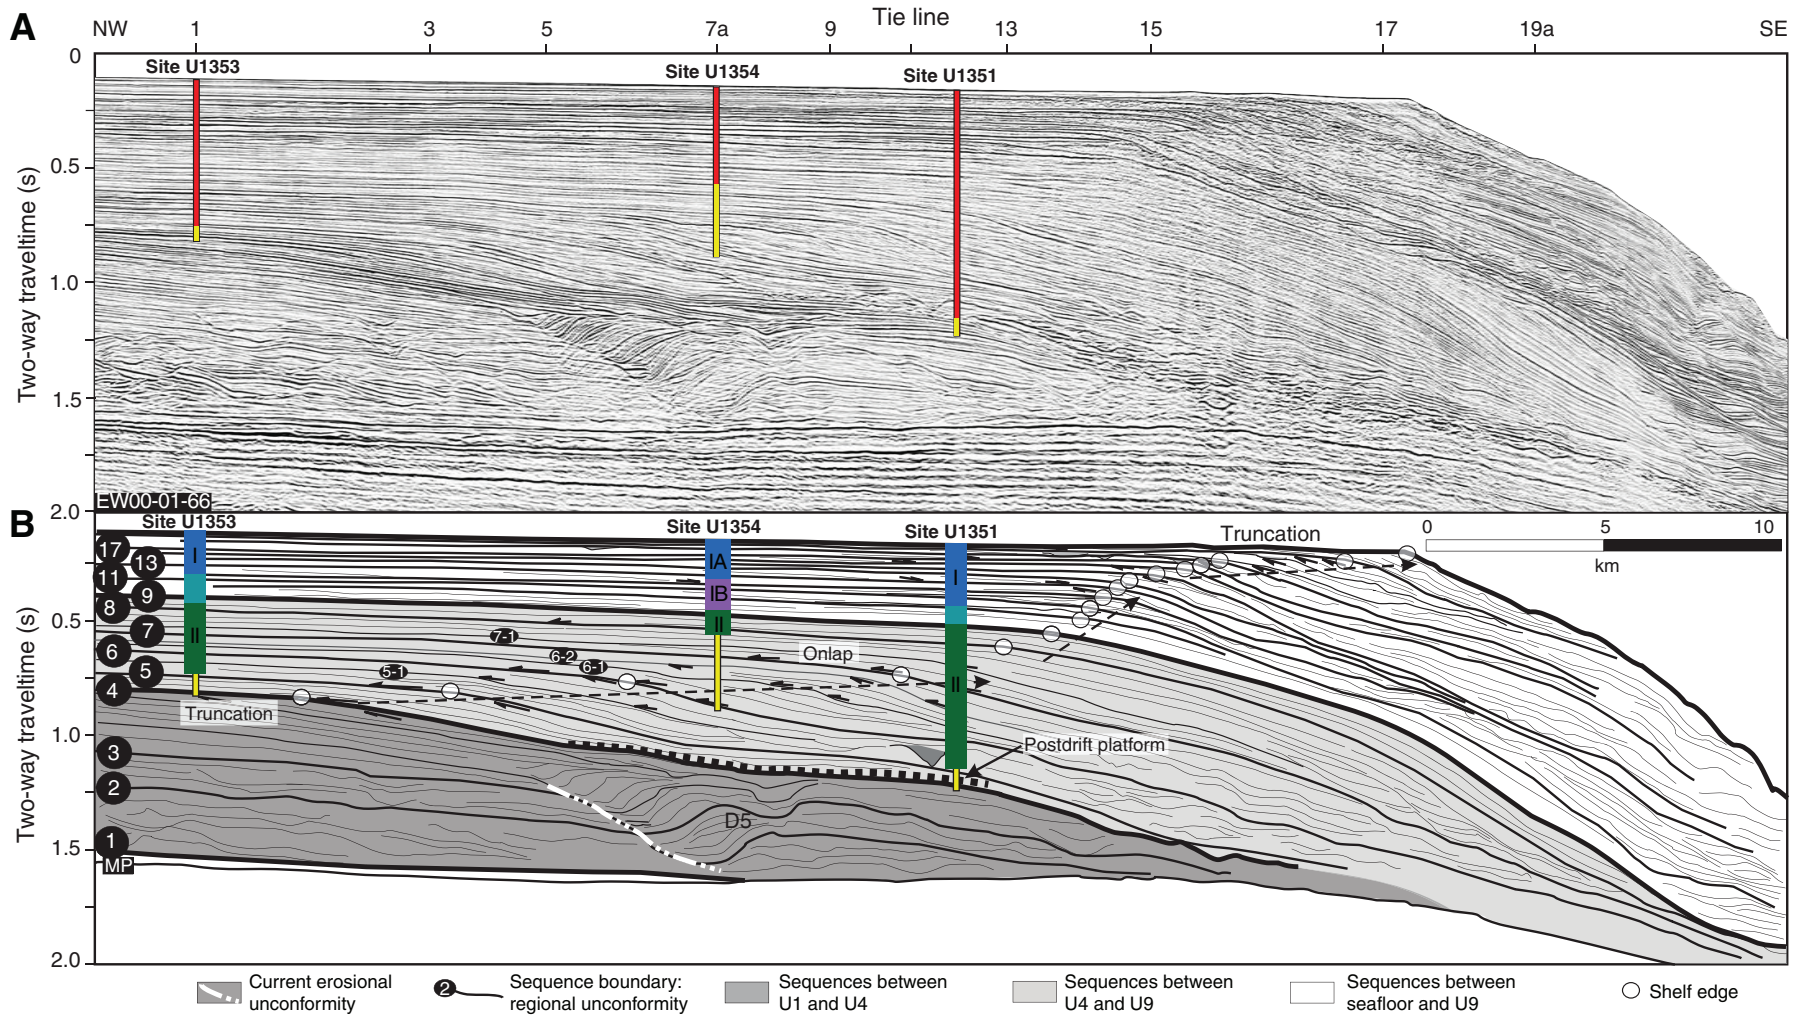 A
NW 1 3 5 7a 9 Tie line 13 15 17 19a SE
0
Site U1353
Site U1354
Site U1351
0.5
1.0
1.5
2.0
Two-way traveltime (s)
EW00-01-66
B
Site U1353
Site U1354
Site U1351
Truncation
0 5 10
km
17
13
11
9
8
7
6
5
4
3
2
1
MP
I
II
IA
IB
II
I
II
7-1
6-2
6-1
5-1
Onlap
Truncation
Postdrift platform
D5
0.5
1.0
1.5
2.0
Two-way traveltime (s)
Current erosional
unconformity
2
Sequence boundary:
regional unconformity
Sequences between
U1 and U4
Sequences between
U4 and U9
Sequences between
seafloor and U9
Shelf edge